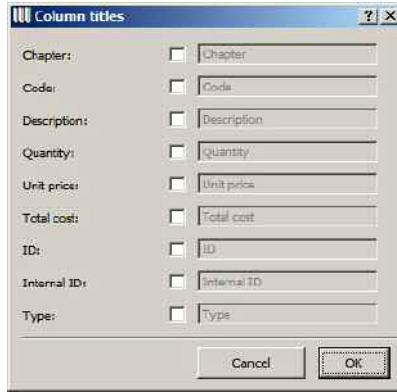 Column titles
Chapter: Chapter
Code: Code
Description: Description
Quantity: Quantity
Unit price: Unit price
Total cost: Total cost
ID: ID
Internal ID: Internal ID
Type: Type
Cancel OK